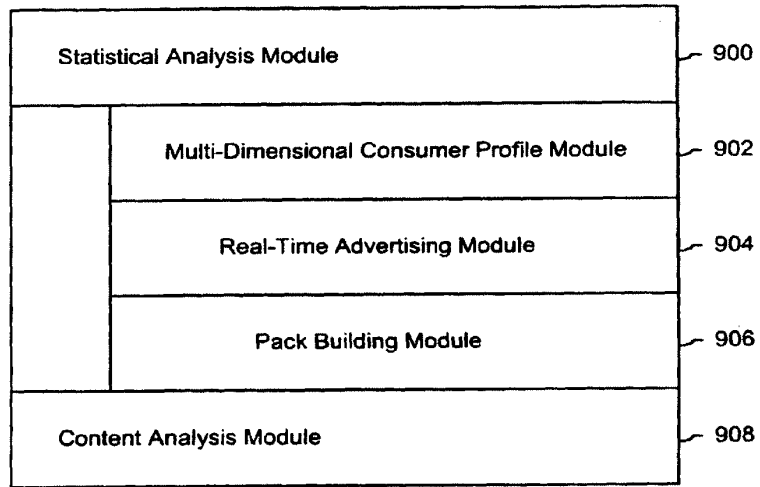 Statistical Analysis Module 900
Multi-Dimensional Consumer Profile Module 902
Real-Time Advertising Module 904
Pack Building Module 906
Content Analysis Module 908